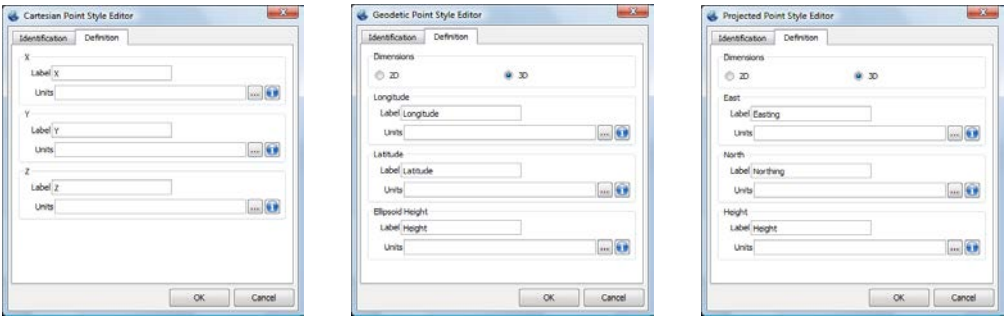 Cartesian Point Style Editor
Identification Definition
X
Label X
Units ...
Y
Label Y
Units ...
Z
Label Z
Units ...
OK Cancel
Geodetic Point Style Editor
Identification Definition
Dimensions
2D 3D
Longitude
Label Longitude
Units ...
Latitude
Label Latitude
Units ...
Ellipsoid Height
Label Height
Units ...
OK Cancel
Projected Point Style Editor
Identification Definition
Dimensions
2D 3D
East
Label Easting
Units ...
North
Label Northing
Units ...
Height
Label Height
Units ...
OK Cancel